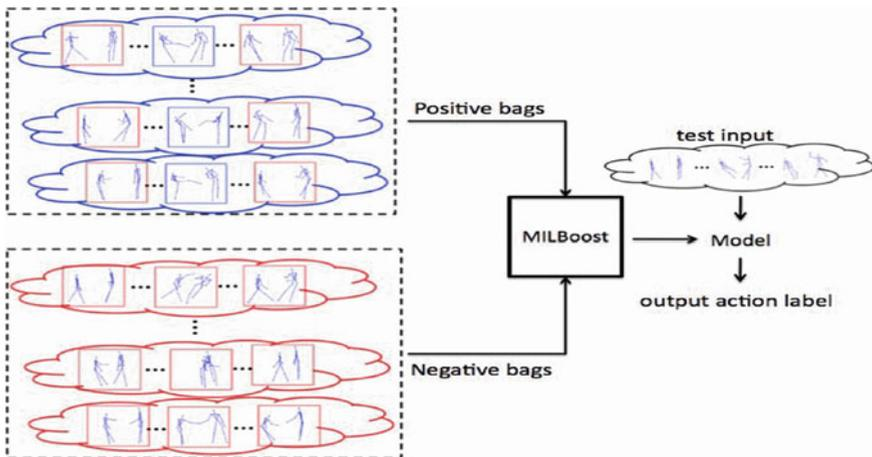 Positive bags
test input
MILBoost
Model
output action label
Negative bags